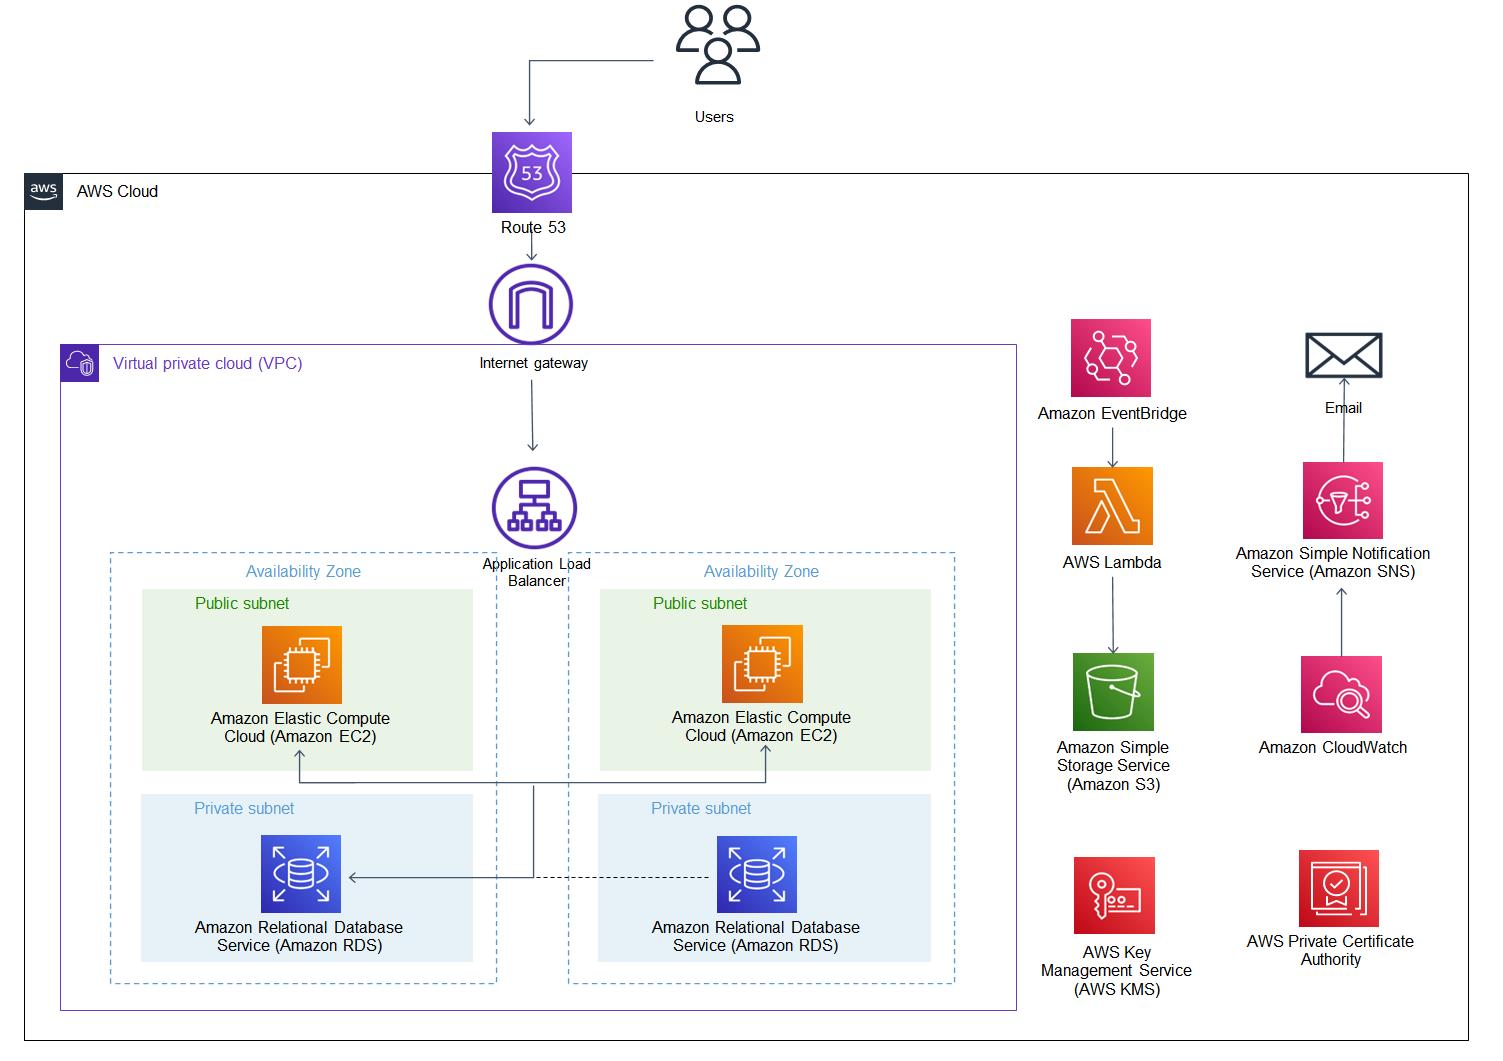 Users
53
aws
AWS Cloud
Route 53
Virtual private cloud (VPC)
Internet gateway
Amazon EventBridge
Email
Application Load
Balancer
AWS Lambda
Amazon Simple Notification
Service (Amazon SNS)
Availability Zone
Availability Zone
Public subnet
Public subnet
Amazon Elastic Compute
Cloud (Amazon EC2)
Amazon Elastic Compute
Cloud (Amazon EC2)
Amazon Simple
Storage Service
(Amazon S3)
Amazon CloudWatch
Private subnet
Private subnet
Amazon Relational Database
Service (Amazon RDS)
Amazon Relational Database
Service (Amazon RDS)
AWS Key
Management Service
(AWS KMS)
AWS Private Certificate
Authority